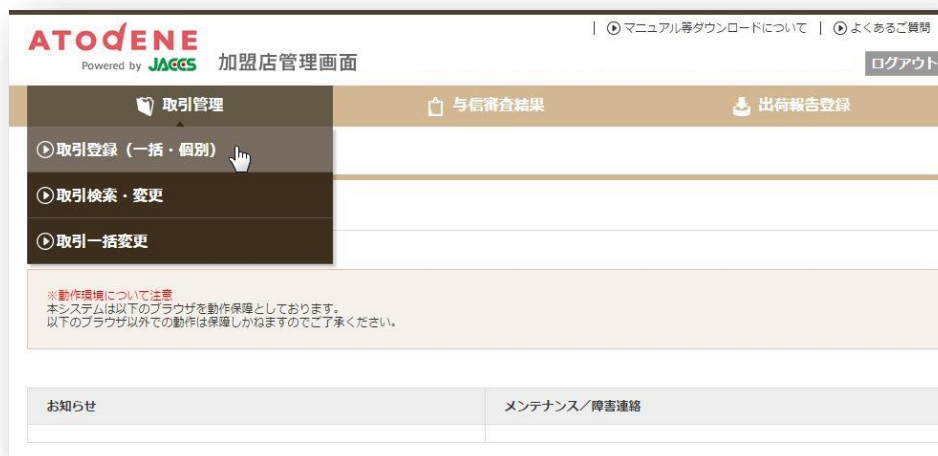 マニュアル等ダウンロードについて | よくあるご質問
ATODENE
Powered by JACCS 加盟店管理画面
ログアウト
取引管理
与信審査結果
出荷報告登録
取引登録（一括・個別）
取引検索・変更
取引一括変更
※動作環境について注意
本システムは以下のブラウザを動作保障としております。
以下のブラウザ以外での動作は保障しかねますのでご了承ください。
お知らせ
メンテナンス／障害連絡